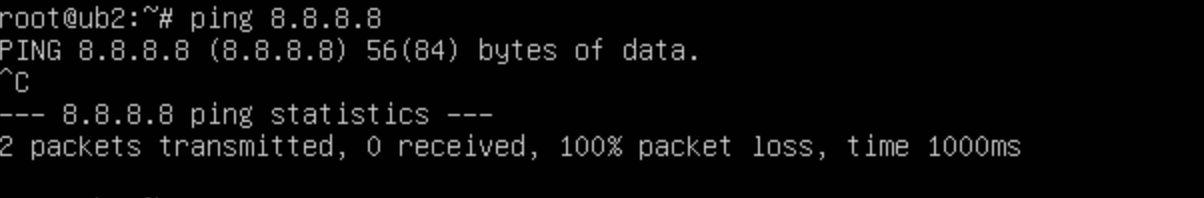 root@ub2:~# ping 8.8.8.8
PING 8.8.8.8 (8.8.8.8) 56(84) bytes of data.
^C
--- 8.8.8.8 ping statistics ---
2 packets transmitted, 0 received, 100% packet loss, time 1000ms